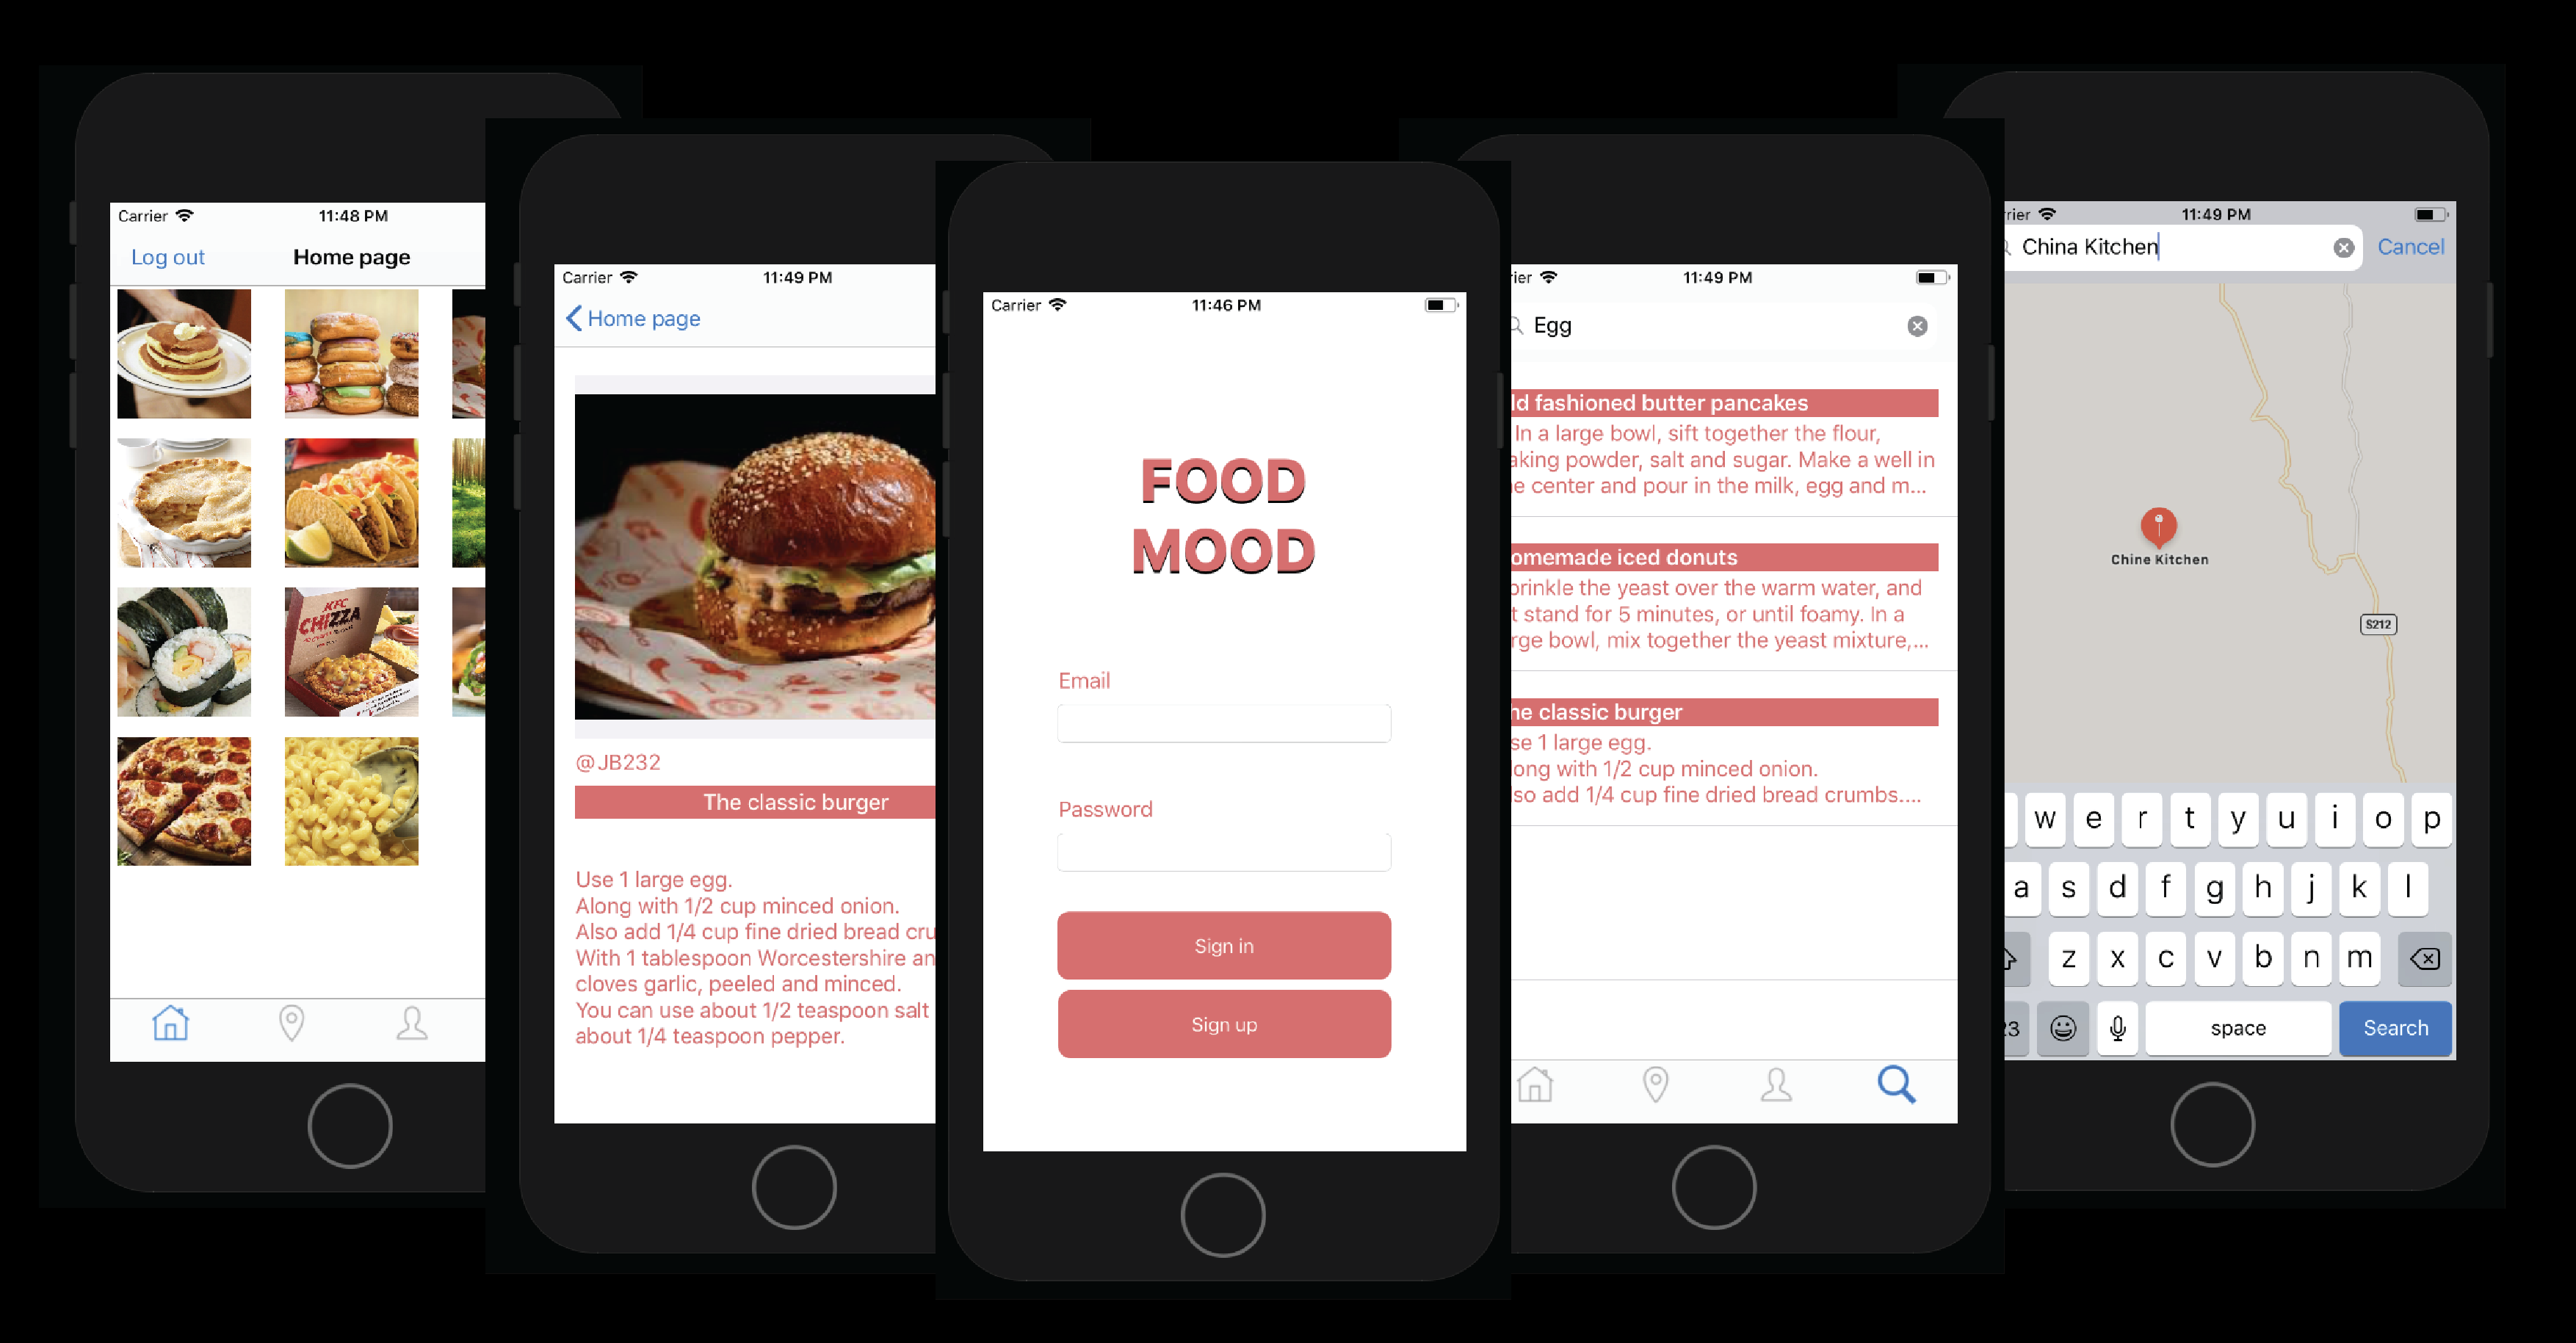 Carrier
11:48 PM
Log out
Home page
KFC
CHIZZA
Carrier
11:49 PM
Home page
@JB232
The classic burger
Use 1 large egg.
Along with 1/2 cup minced onion.
Also add 1/4 cup fine dried bread cru
With 1 tablespoon Worcestershire an
cloves garlic, peeled and minced.
You can use about 1/2 teaspoon salt
about 1/4 teaspoon pepper.
Carrier
11:46 PM
FOOD
MOOD
Email
Password
Sign in
Sign up
rier
11:49 PM
Egg
ld fashioned butter pancakes
In a large bowl, sift together the flour,
aking powder, salt and sugar. Make a well in
e center and pour in the milk, egg and m...
omemade iced donuts
prinkle the yeast over the warm water, and
t stand for 5 minutes, or until foamy. In a
rge bowl, mix together the yeast mixture,...
he classic burger
se 1 large egg.
long with 1/2 cup minced onion.
lso add 1/4 cup fine dried bread crumbs....
rrier
11:49 PM
China Kitchen
Cancel
Chine Kitchen
S212
w e r t y u i o p
a s d f g h j k l
z x c v b n m
23
space
Search